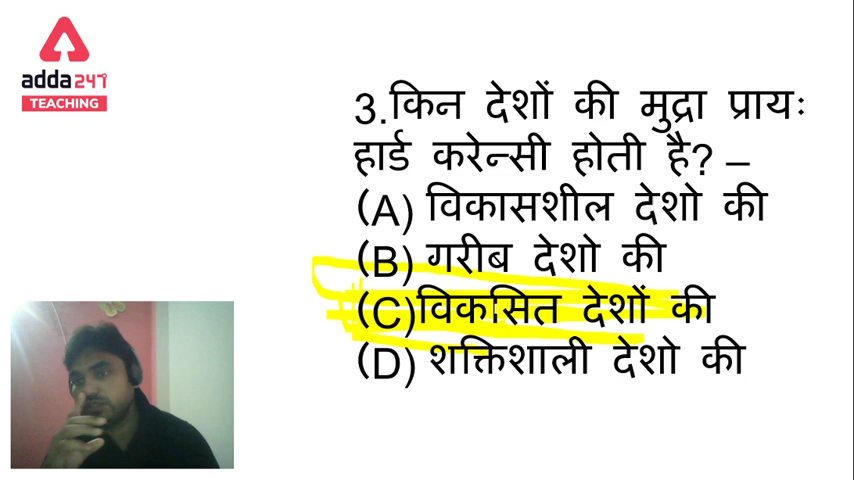 adda247
TEACHING
3.किन देशों की मुद्रा प्रायः
हार्ड करेन्सी होती है? –
(A) विकासशील देशो की
(B) गरीब देशो की
(C)विकसित देशों की
(D) शक्तिशाली देशो की